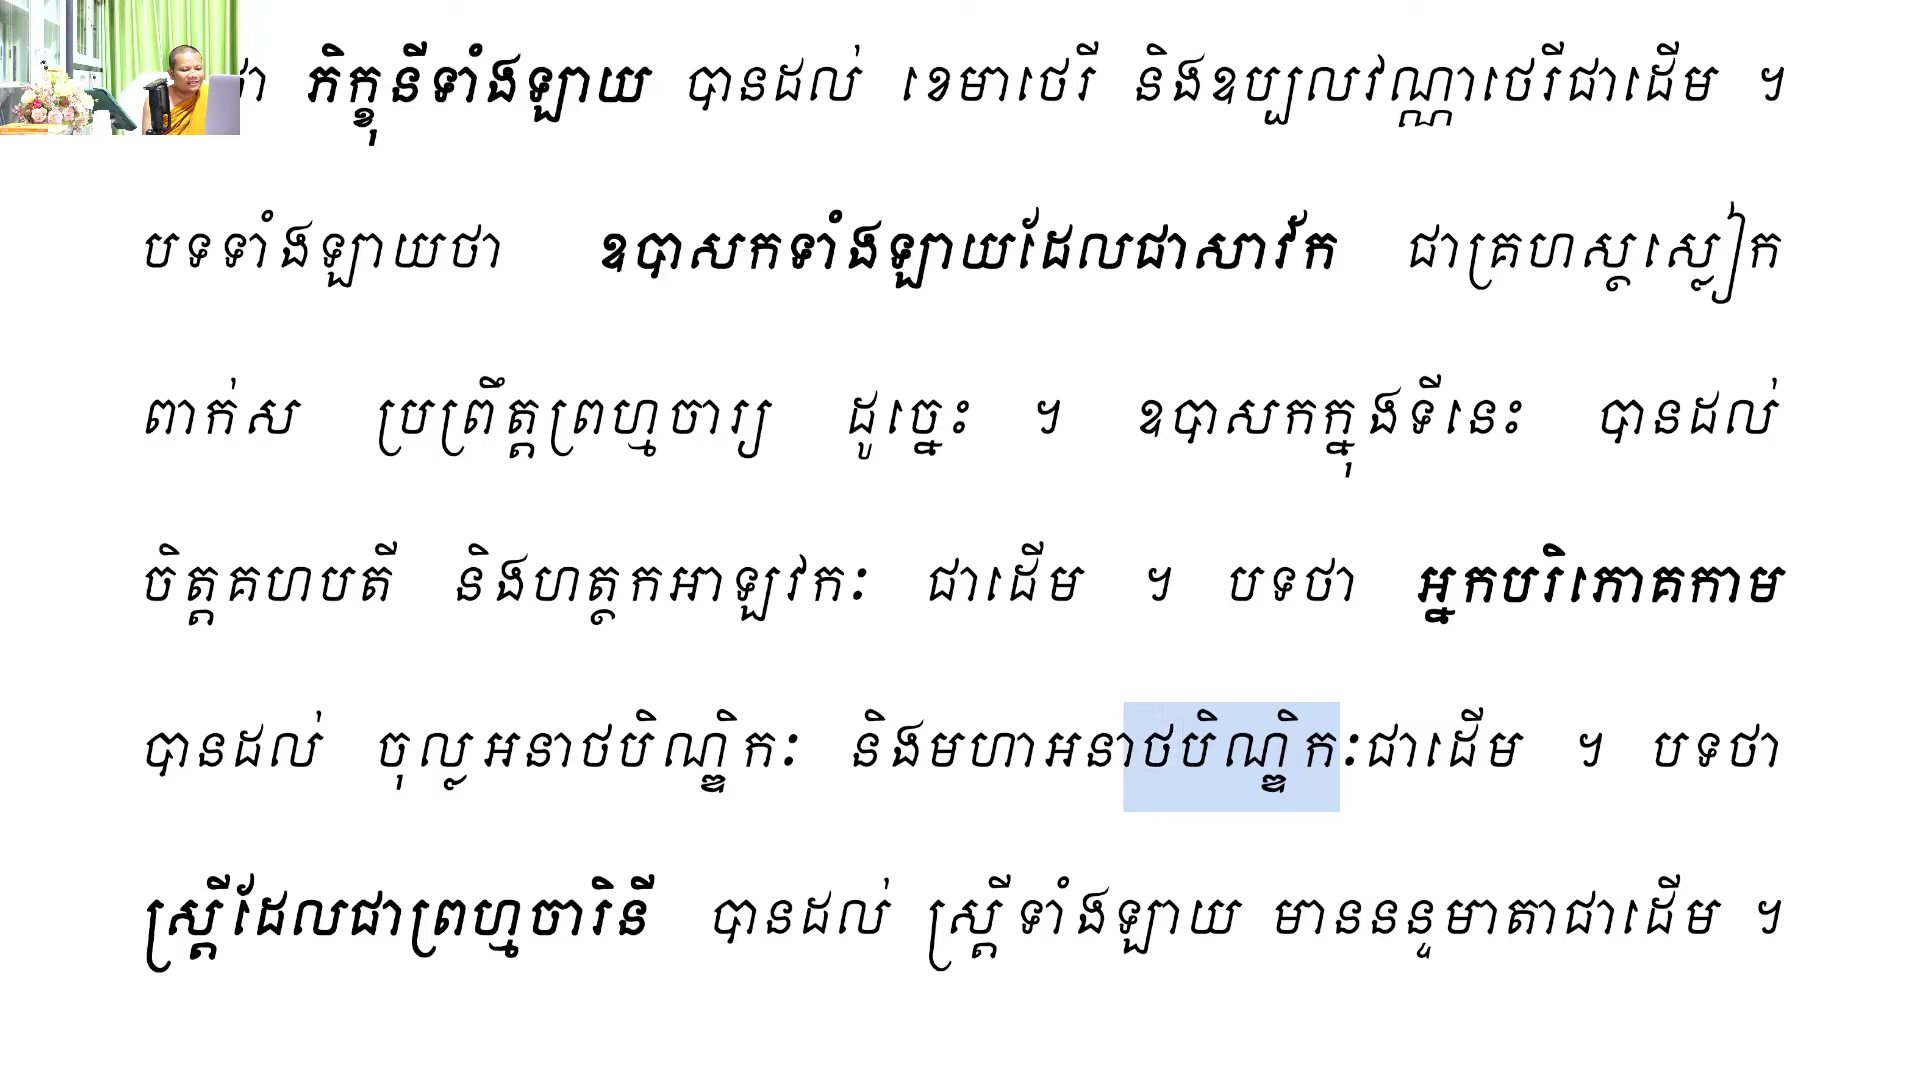 ថា ភិក្ខុនីទាំងឡាយ បានដល់ ខេមាថេរី និងឧប្បលវណ្ណាថេរីជាដើម ។
បទទាំងឡាយថា ឧបាសកទាំងឡាយដែលជាសាវ័ក ជាគ្រហស្ថស្លៀក
ពាក់ស ប្រព្រឹត្តព្រហ្មចារ្យ ដូច្នេះ ។ ឧបាសកក្នុងទីនេះ បានដល់
ចិត្តគហបតី និងហត្ថកអាឡវកៈ ជាដើម ។ បទថា អ្នកបរិភោគកាម
បានដល់ ចុល្លអនាថបិណ្ឌិកៈ និងមហាអនាថបិណ្ឌិកៈជាដើម ។ បទថា
ស្ត្រីដែលជាព្រហ្មចារិនី បានដល់ ស្ត្រីទាំងឡាយ មាននន្ទមាតាជាដើម ។